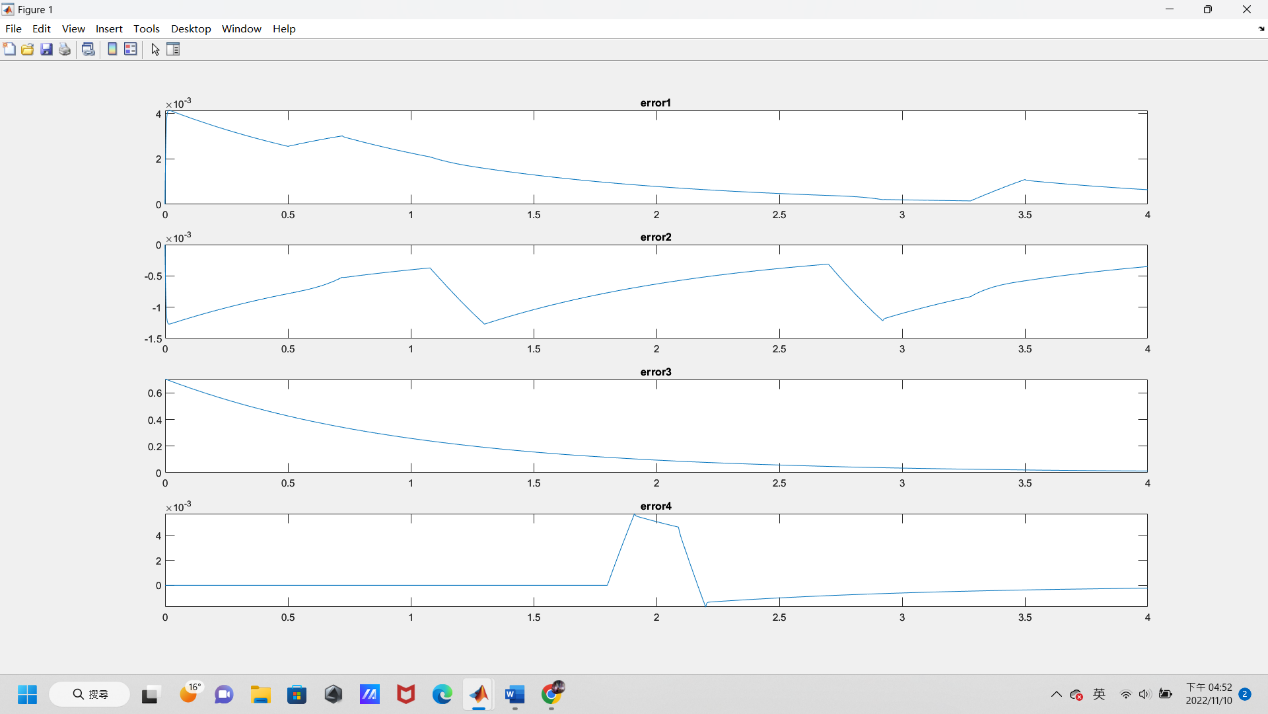 Figure 1
File Edit View Insert Tools Desktop Window Help
error1
×10⁻³
4
2
0
0 0.5 1 1.5 2 2.5 3 3.5 4
error2
×10⁻³
0
-0.5
-1
-1.5
0 0.5 1 1.5 2 2.5 3 3.5 4
error3
0.6
0.4
0.2
0
0 0.5 1 1.5 2 2.5 3 3.5 4
error4
×10⁻³
4
2
0
0 0.5 1 1.5 2 2.5 3 3.5 4
搜尋
16°
W
英
下午 04:52
2022/11/10
2